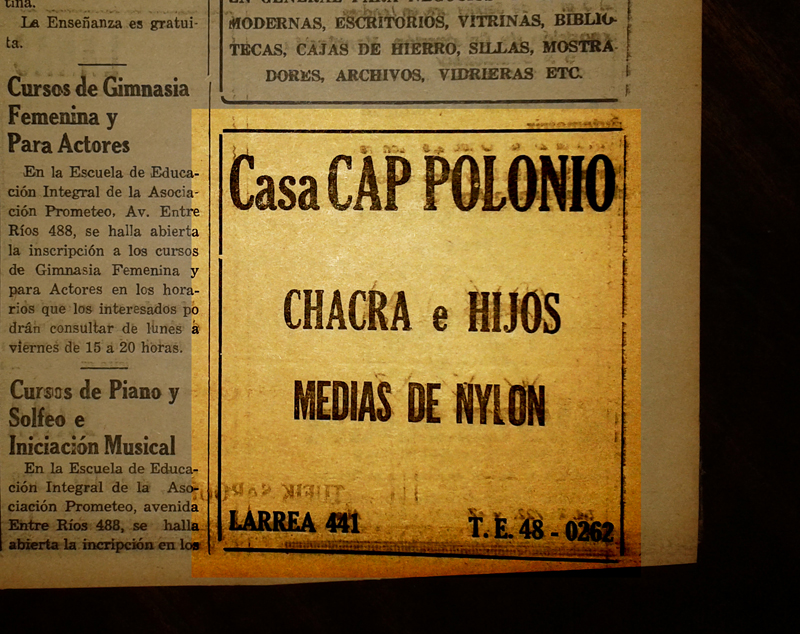 tina.
La Enseñanza es gratui-
ta.
Cursos de Gimnasia
Femenina y
Para Actores
En la Escuela de Educa-
ción Integral de la Asocia-
ción Prometeo, Av. Entre
Ríos 488, se halla abierta
la inscripción a los cursos
de Gimnasia Femenina y
para Actores en los hora-
rios que los interesados po
drán consultar de lunes a
viernes de 15 a 20 horas.
Cursos de Piano y
Solfeo e
Iniciación Musical
En la Escuela de Educa-
ción Integral de la Aso-
ciación Prometeo, avenida
Entre Ríos 488, se halla
abierta la incripción en los
EN GENERAL PARA
MODERNAS, ESCRITORIOS, VITRINAS, BIBLIO-
TECAS, CAJAS DE HIERRO, SILLAS, MOSTRA-
DORES, ARCHIVOS, VIDRIERAS ETC.
Casa CAP POLONIO
CHACRA e HIJOS
MEDIAS DE NYLON
LARREA 441 T. E. 48 - 0262